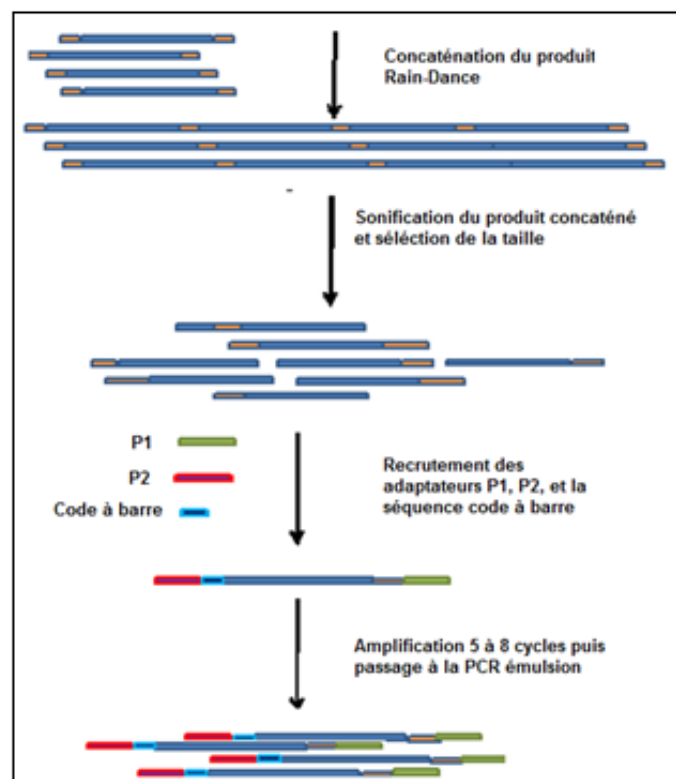 Concaténation du produit
Rain-Dance
Sonification du produit concaténé
et séléction de la taille
P1
P2
Code à barre
Recrutement des
adaptateurs P1, P2, et la
séquence code à barre
Amplification 5 à 8 cycles puis
passage à la PCR émulsion